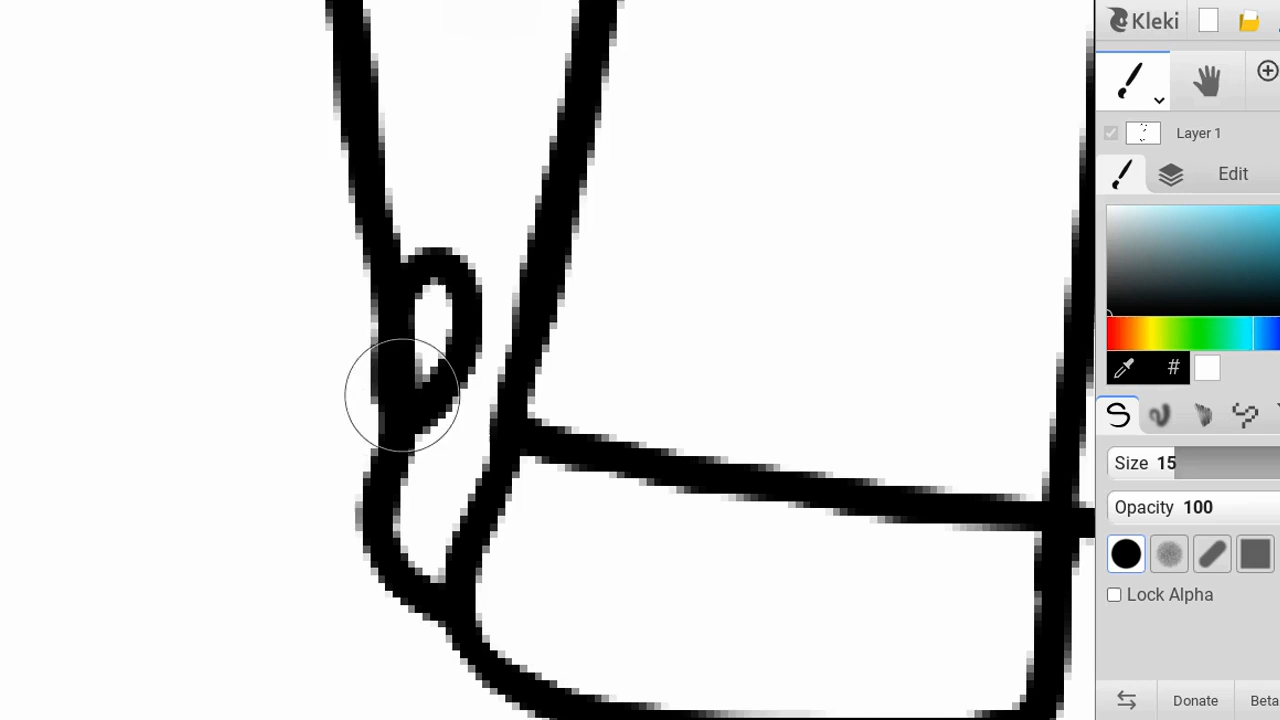 Kleki
Layer 1
Edit
#
Size 15
Opacity 100
Lock Alpha
Donate
Beta